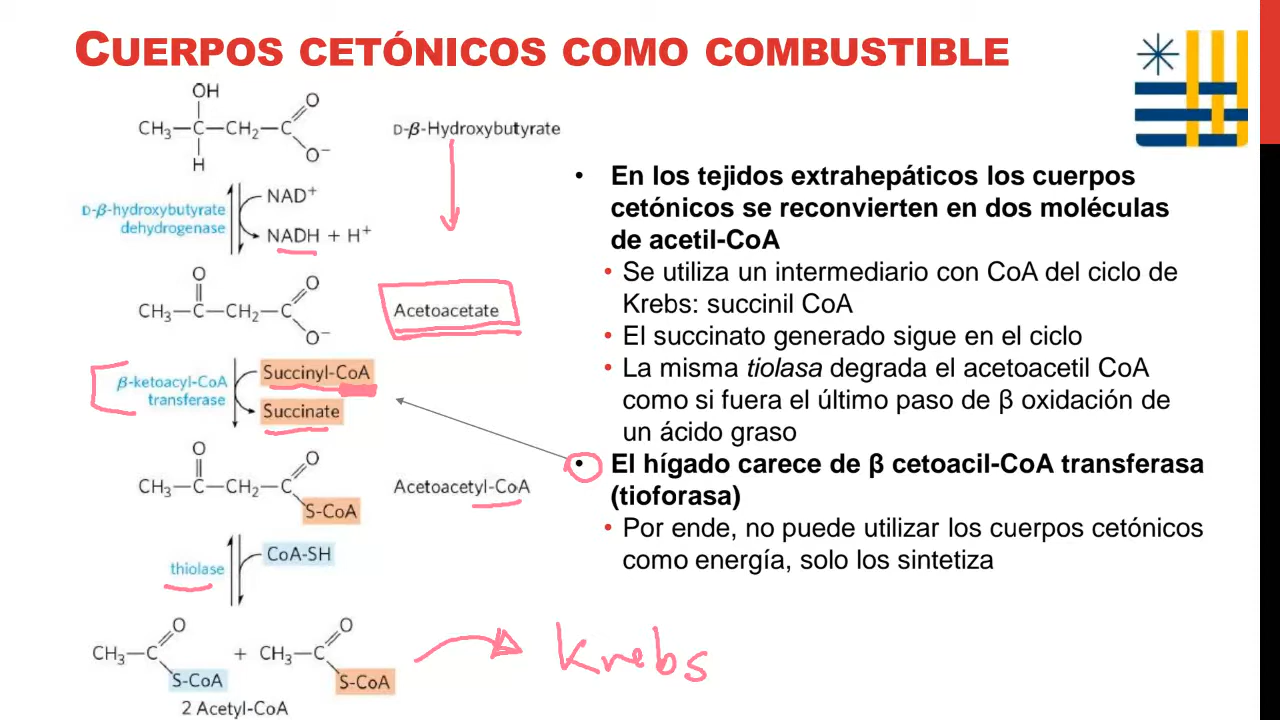 CUERPOS CETÓNICOS COMO COMBUSTIBLE
OH
O
CH₃—C—CH₂—C
O⁻
H
D-β-Hydroxybutyrate
D-β-hydroxybutyrate
dehydrogenase
NAD⁺
NADH + H⁺
O
O
CH₃—C—CH₂—C
O⁻
Acetoacetate
β-ketoacyl-CoA
transferase
Succinyl-CoA
Succinate
O
O
CH₃—C—CH₂—C
S-CoA
Acetoacetyl-CoA
thiolase
CoA-SH
O
O
CH₃—C + CH₃—C
S-CoA
S-CoA
2 Acetyl-CoA
Krebs
• En los tejidos extrahepáticos los cuerpos
cetónicos se reconvierten en dos moléculas
de acetil-CoA
• Se utiliza un intermediario con CoA del ciclo de
Krebs: succinil CoA
• El succinato generado sigue en el ciclo
• La misma tiolasa degrada el acetoacetil CoA
como si fuera el último paso de β oxidación de
un ácido graso
• El hígado carece de β cetoacil-CoA transferasa
(tioforasa)
• Por ende, no puede utilizar los cuerpos cetónicos
como energía, solo los sintetiza